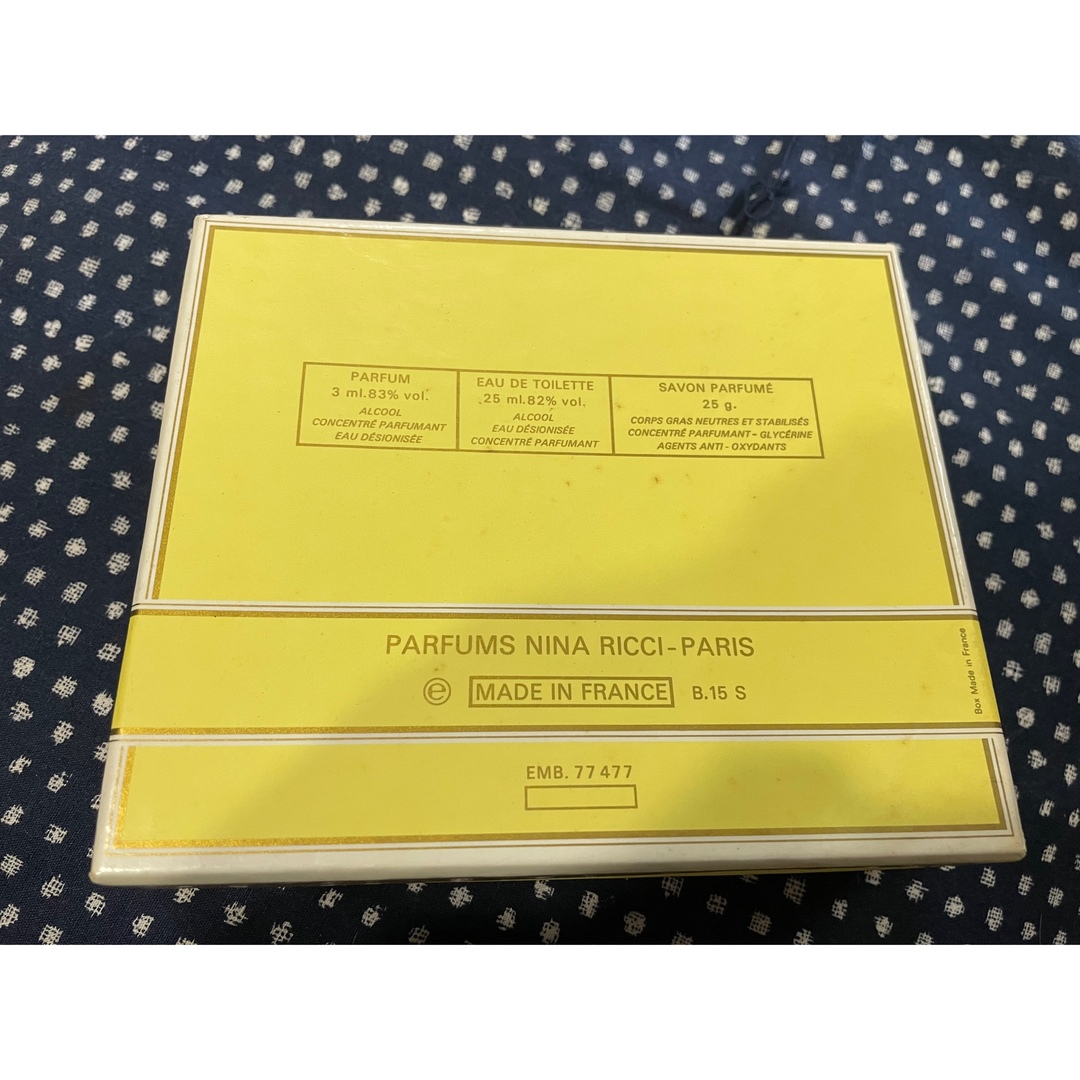 PARFUM
3 ml.83% vol.
ALCOOL
CONCENTRÉ PARFUMANT
EAU DÉSIONISÉE
EAU DE TOILETTE
25 ml.82% vol.
ALCOOL
EAU DÉSIONISÉE
CONCENTRÉ PARFUMANT
SAVON PARFUMÉ
25 g.
CORPS GRAS NEUTRES ET STABILISÉS
CONCENTRÉ PARFUMANT - GLYCÉRINE
AGENTS ANTI - OXYDANTS
PARFUMS NINA RICCI-PARIS
℮ MADE IN FRANCE B.15 S
Box Made in France
EMB. 77 477